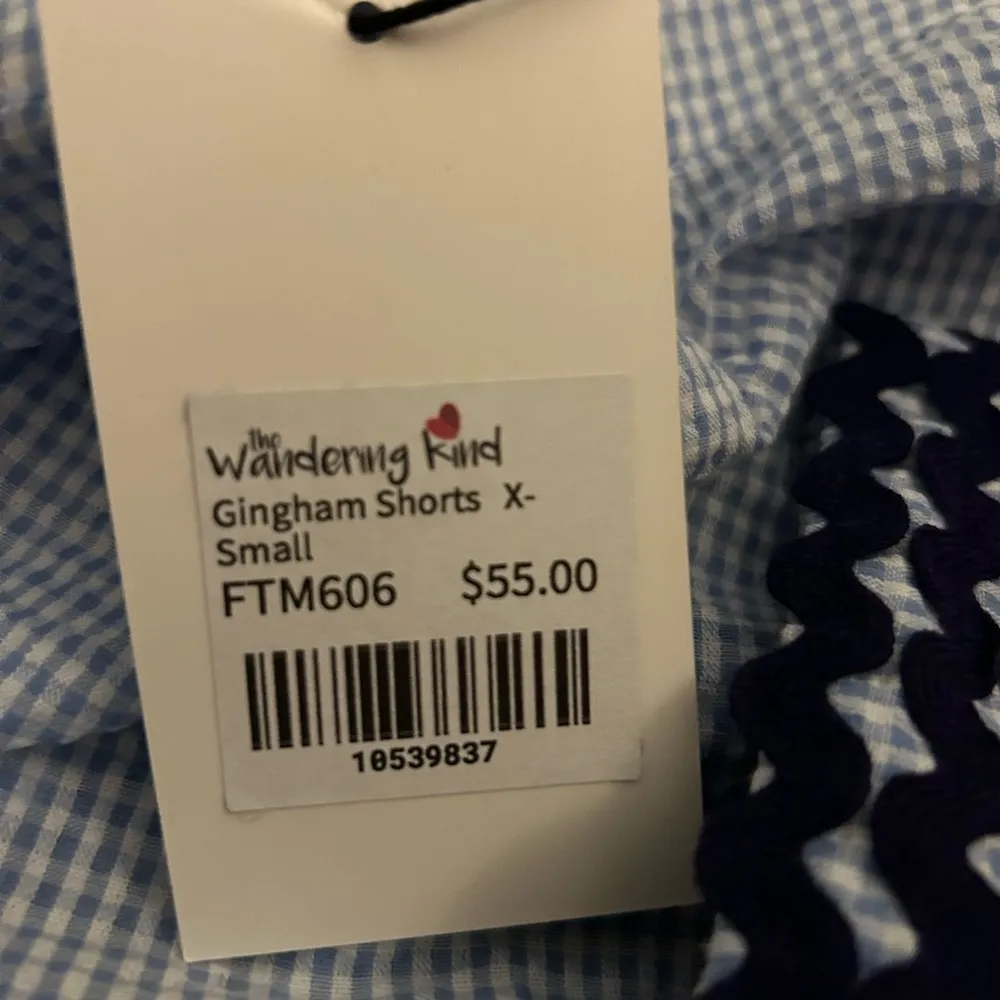 the
Wandering kind
Gingham Shorts X-
Small
FTM606 $55.00
10539837